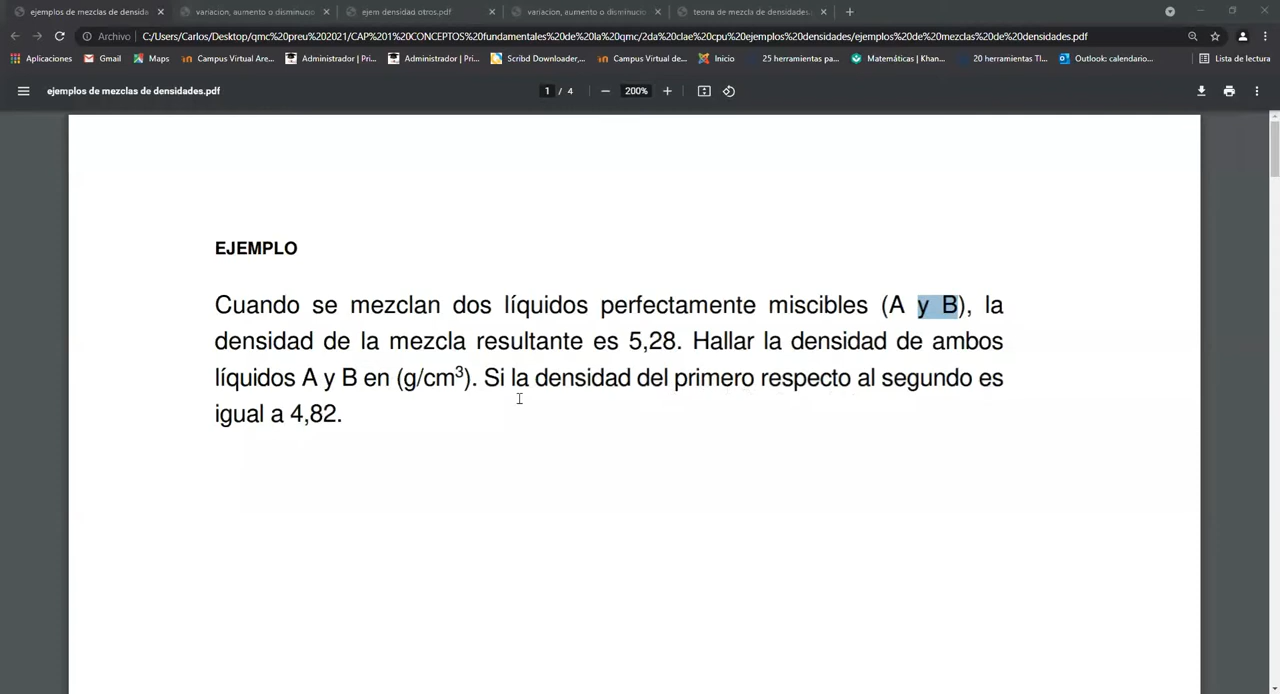 ejemplos de mezclas de densida
variacion, aumento o disminucio
ejem densidad otros.pdf
variacion, aumento o disminucio
teoria de mezcla de densidades.
Archivo
C:/Users/Carlos/Desktop/qmc%20preu%202021/CAP%201%20CONCEPTOS%20fundamentales%20de%20la%20qmc/2da%20clae%20cpu%20ejemplos%20densidades/ejemplos%20de%20mezclas%20de%20densidades.pdf
Aplicaciones Gmail Maps Campus Virtual Are... Administrador | Pri... Administrador | Pri... Scribd Downloader,... Campus Virtual de... Inicio 25 herramientas pa... Matemáticas | Khan... 20 herramientas TI... Outlook: calendario... Lista de lectura
ejemplos de mezclas de densidades.pdf 1 / 4 200%
EJEMPLO
Cuando se mezclan dos líquidos perfectamente miscibles (A y B), la
densidad de la mezcla resultante es 5,28. Hallar la densidad de ambos
líquidos A y B en (g/cm³). Si la densidad del primero respecto al segundo es
igual a 4,82.